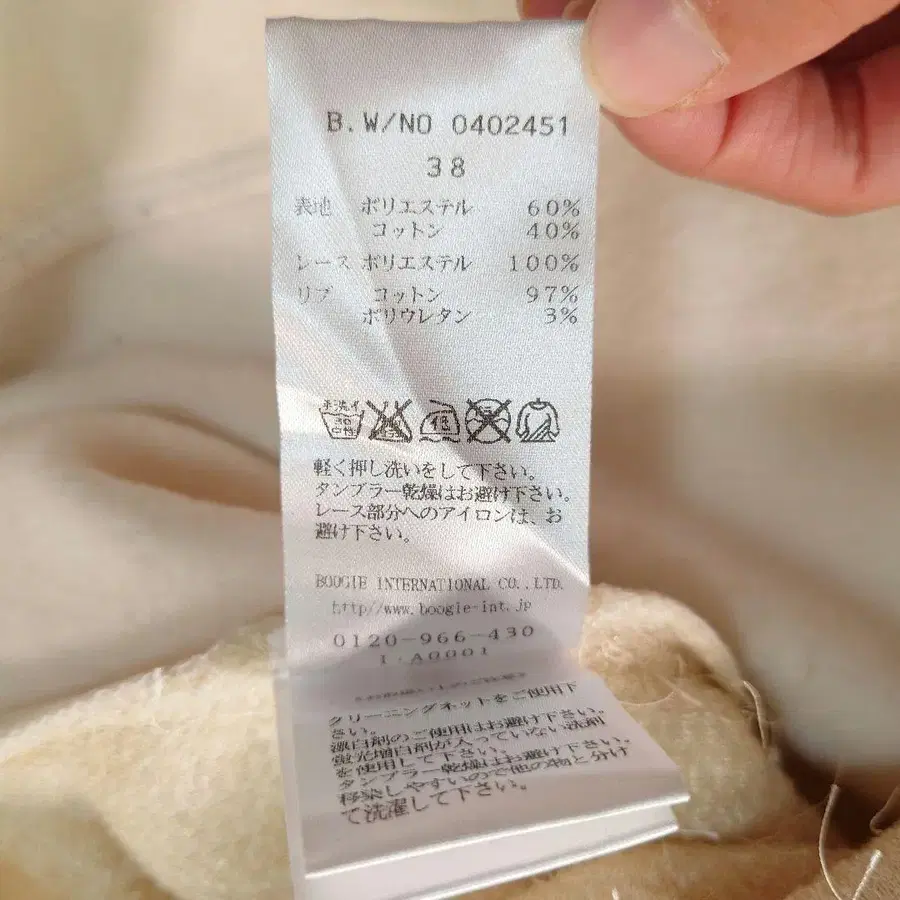 B.W/NO 0402451
38
表地 ポリエステル 60%
コットン 40%
レース ポリエステル 100%
リブ コットン 97%
ポリウレタン 3%
手洗イ 30 中性 低
軽く押し洗いをして下さい。
タンブラー乾燥はお避け下さい。
レース部分へのアイロンは、お
避け下さい。
BOOGIE INTERNATIONAL CO.,LTD.
http//www.boogie-int.jp
0120-966-430
I.A0001
クリーニングネットをご使用下
さい。
漂白剤のご使用はお避け下さい。
蛍光増白剤が入っていない洗剤
を使用して下さい。
タンブラー乾燥はお避け下さい。
移染しやすいので他の物と分け
て洗濯して下さい。